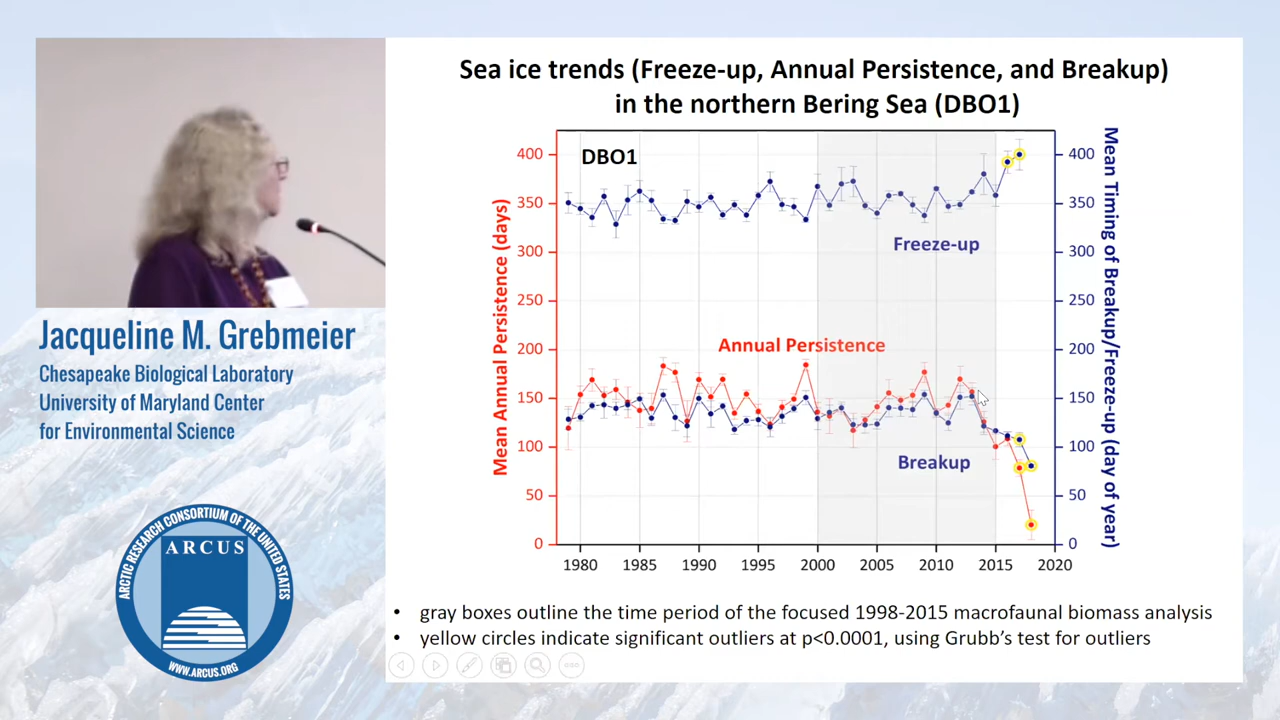 Sea ice trends (Freeze-up, Annual Persistence, and Breakup)
in the northern Bering Sea (DBO1)
DBO1
Freeze-up
Annual Persistence
Breakup
Mean Annual Persistence (days)
400
350
300
250
200
150
100
50
0
Mean Timing of Breakup/Freeze-up (day of year)
400
350
300
250
200
150
100
50
0
1980 1985 1990 1995 2000 2005 2010 2015 2020
• gray boxes outline the time period of the focused 1998-2015 macrofaunal biomass analysis
• yellow circles indicate significant outliers at p<0.0001, using Grubb's test for outliers
Jacqueline M. Grebmeier
Chesapeake Biological Laboratory
University of Maryland Center
for Environmental Science
ARCTIC RESEARCH CONSORTIUM OF THE UNITED STATES
ARCUS
WWW.ARCUS.ORG